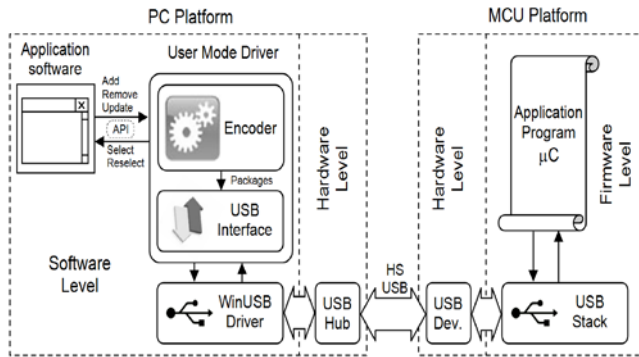 PC Platform
MCU Platform
Application
software
X
Add
Remove
Update
API
Select
Reselect
User Mode Driver
Encoder
Packages
USB
Interface
Software
Level
WinUSB
Driver
Hardware
Level
USB
Hub
HS
USB
Hardware
Level
USB
Dev.
Application
Program
μC
Firmware
Level
USB
Stack